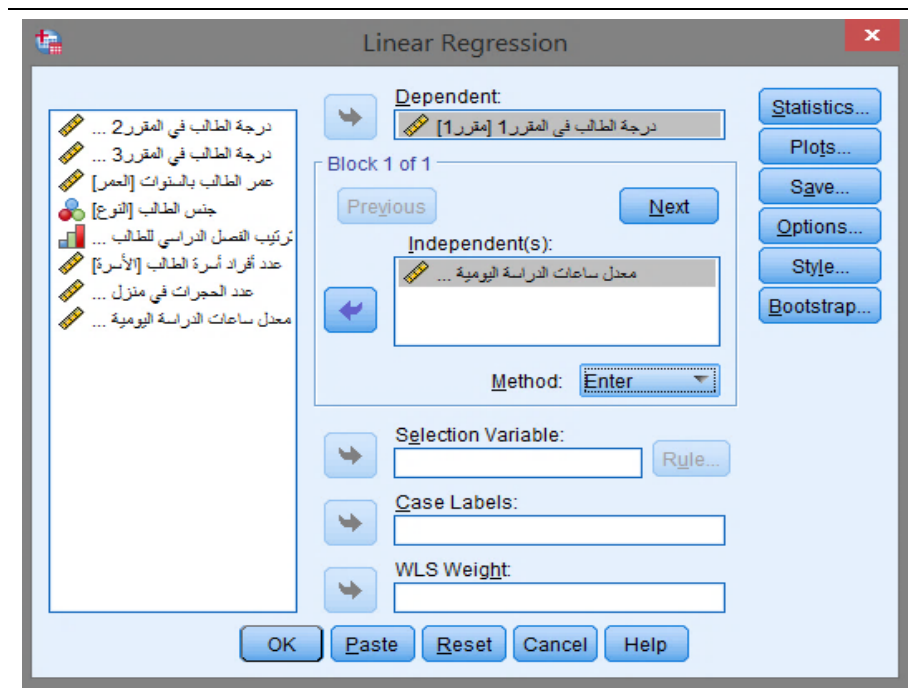 Linear Regression
درجة الطالب في المقرر2 ...
درجة الطالب في المقرر3 ...
عمر الطالب بالسنوات [العمر]
جنس الطالب [النوع]
ترتيب الفصل الدراسي للطالب ...
عدد أفراد أسرة الطالب [الأسرة]
عدد الحجرات في منزل ...
معدل ساعات الدراسة اليومية ...
Dependent:
درجة الطالب في المقرر1 [مقرر1]
Block 1 of 1
Previous
Next
Independent(s):
معدل ساعات الدراسة اليومية ...
Method: Enter
Selection Variable:
Rule...
Case Labels:
WLS Weight:
Statistics...
Plots...
Save...
Options...
Style...
Bootstrap...
OK Paste Reset Cancel Help